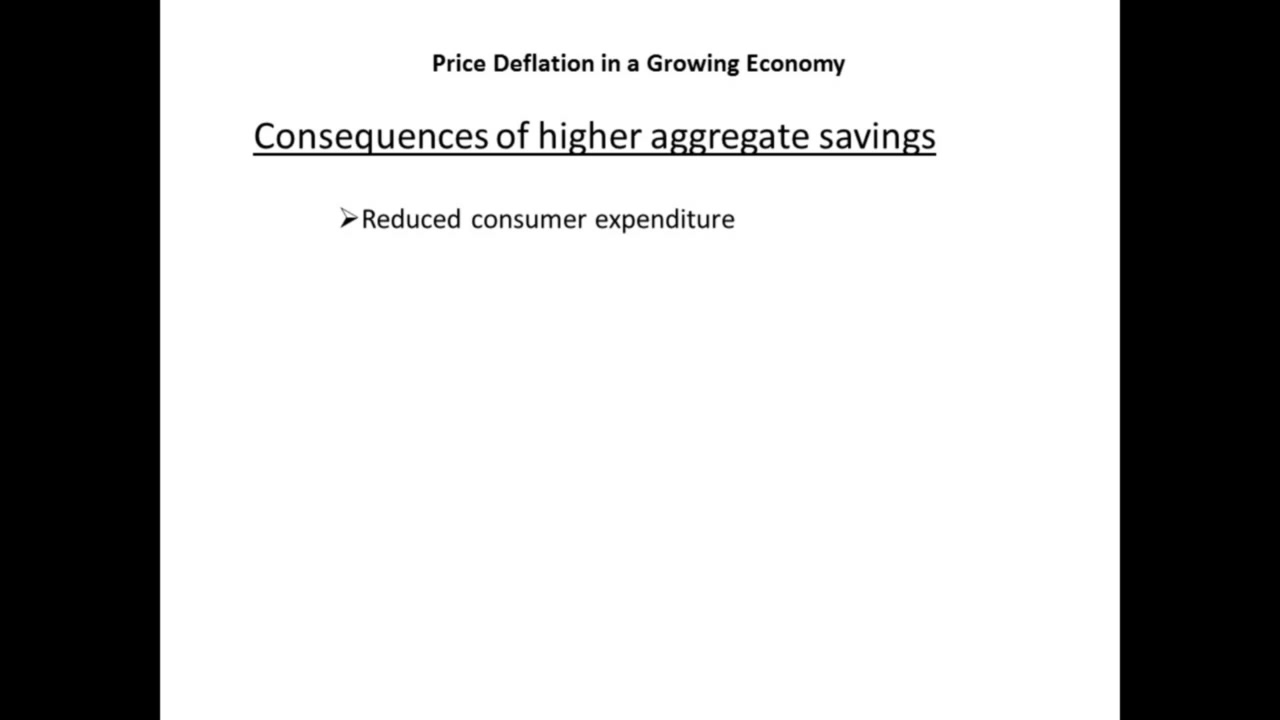 Price Deflation in a Growing Economy
Consequences of higher aggregate savings
➢Reduced consumer expenditure